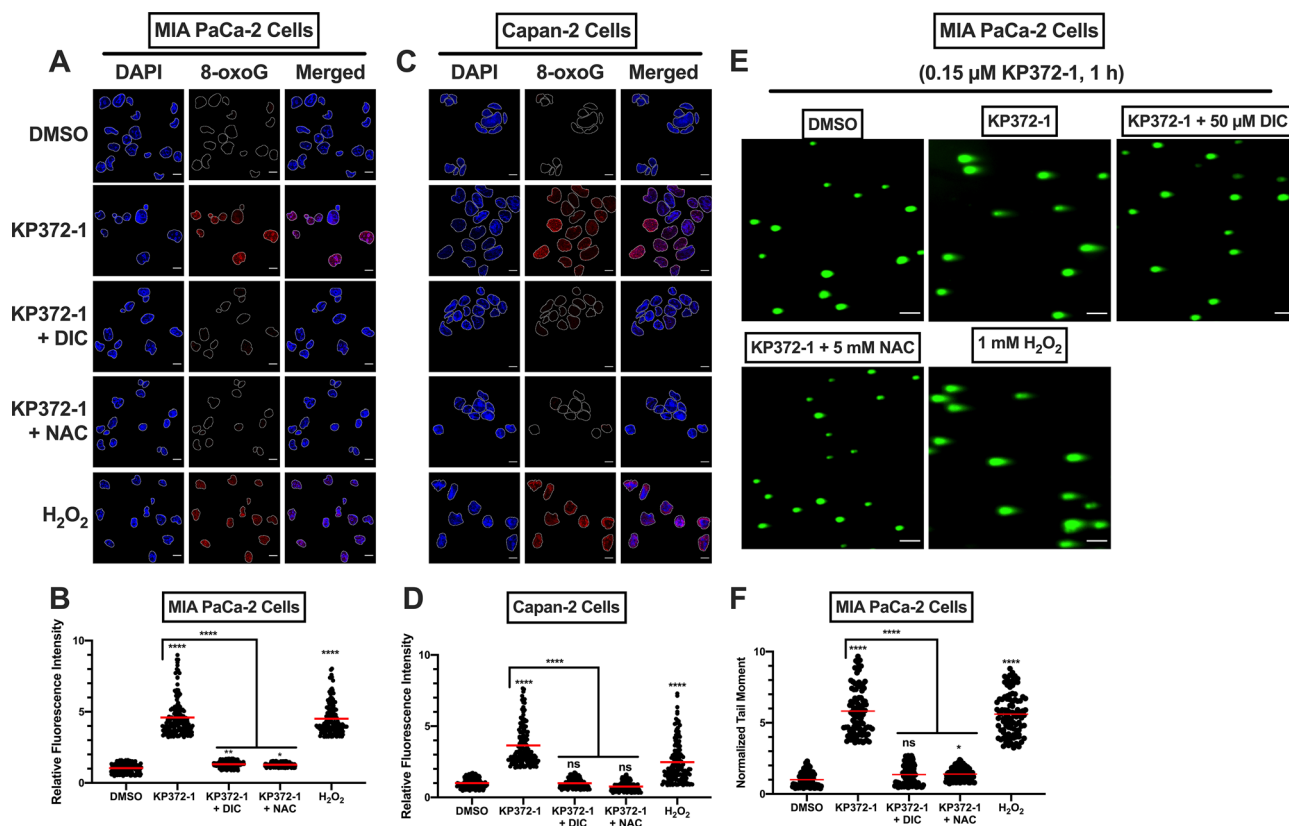 MIA PaCa-2 Cells
A
DAPI 8-oxoG Merged
DMSO
KP372-1
KP372-1
+ DIC
KP372-1
+ NAC
H₂O₂
Capan-2 Cells
C
DAPI 8-oxoG Merged
MIA PaCa-2 Cells
E
(0.15 µM KP372-1, 1 h)
DMSO
KP372-1
KP372-1 + 50 µM DIC
KP372-1 + 5 mM NAC
1 mM H₂O₂
B
MIA PaCa-2 Cells
Relative Fluorescence Intensity
10
5
0
****
****
**
*
****
DMSO
KP372-1
KP372-1
+ DIC
KP372-1
+ NAC
H₂O₂
D
Capan-2 Cells
Relative Fluorescence Intensity
10
5
0
****
****
ns
ns
****
DMSO
KP372-1
KP372-1
+ DIC
KP372-1
+ NAC
H₂O₂
F
MIA PaCa-2 Cells
Normalized Tail Moment
10
5
0
****
****
ns
*
****
DMSO
KP372-1
KP372-1
+ DIC
KP372-1
+ NAC
H₂O₂